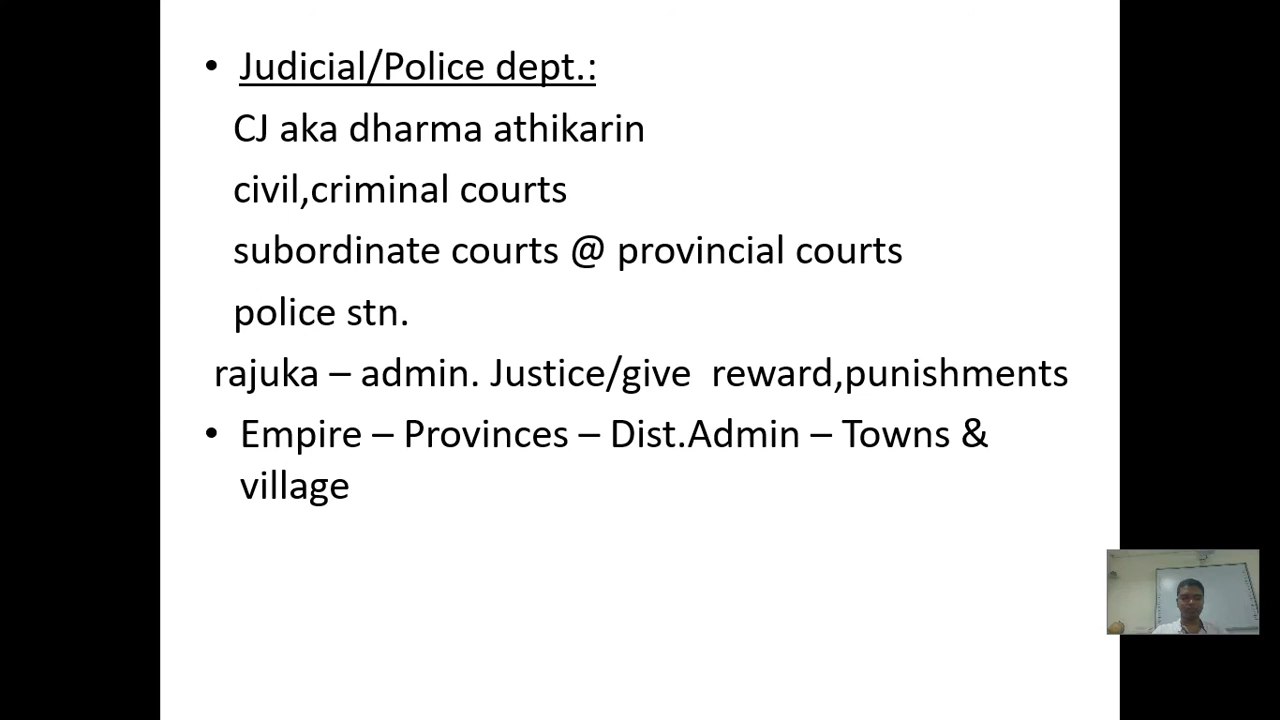 • Judicial/Police dept.:
CJ aka dharma athikarin
civil,criminal courts
subordinate courts @ provincial courts
police stn.
rajuka – admin. Justice/give reward,punishments
• Empire – Provinces – Dist.Admin – Towns &
village